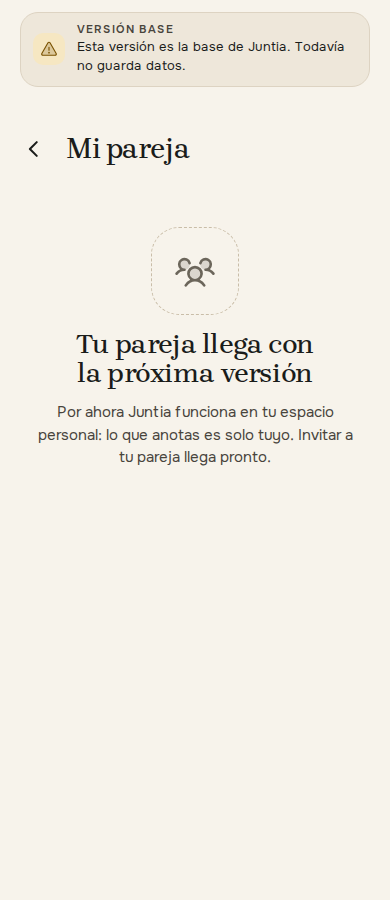 VERSIÓN BASE
Esta versión es la base de Juntia. Todavía
no guarda datos.
Mi pareja
Tu pareja llega con
la próxima versión
Por ahora Juntia funciona en tu espacio
personal: lo que anotas es solo tuyo. Invitar a
tu pareja llega pronto.